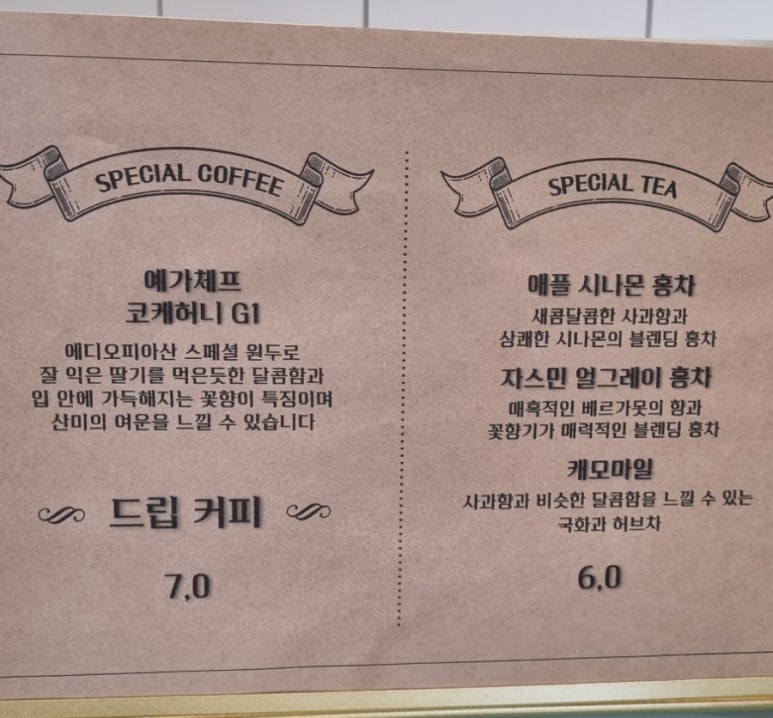 SPECIAL COFFEE
예가체프
코케허니 G1
에디오피아산 스페셜 원두로
잘 익은 딸기를 먹은듯한 달콤함과
입 안에 가득해지는 꽃향이 특징이며
산미의 여운을 느낄 수 있습니다
드립 커피
7,0
SPECIAL TEA
애플 시나몬 홍차
새콤달콤한 사과향과
상쾌한 시나몬의 블렌딩 홍차
자스민 얼그레이 홍차
매혹적인 베르가못의 향과
꽃향기가 매력적인 블렌딩 홍차
캐모마일
사과향과 비슷한 달콤함을 느낄 수 있는
국화과 허브차
6,0